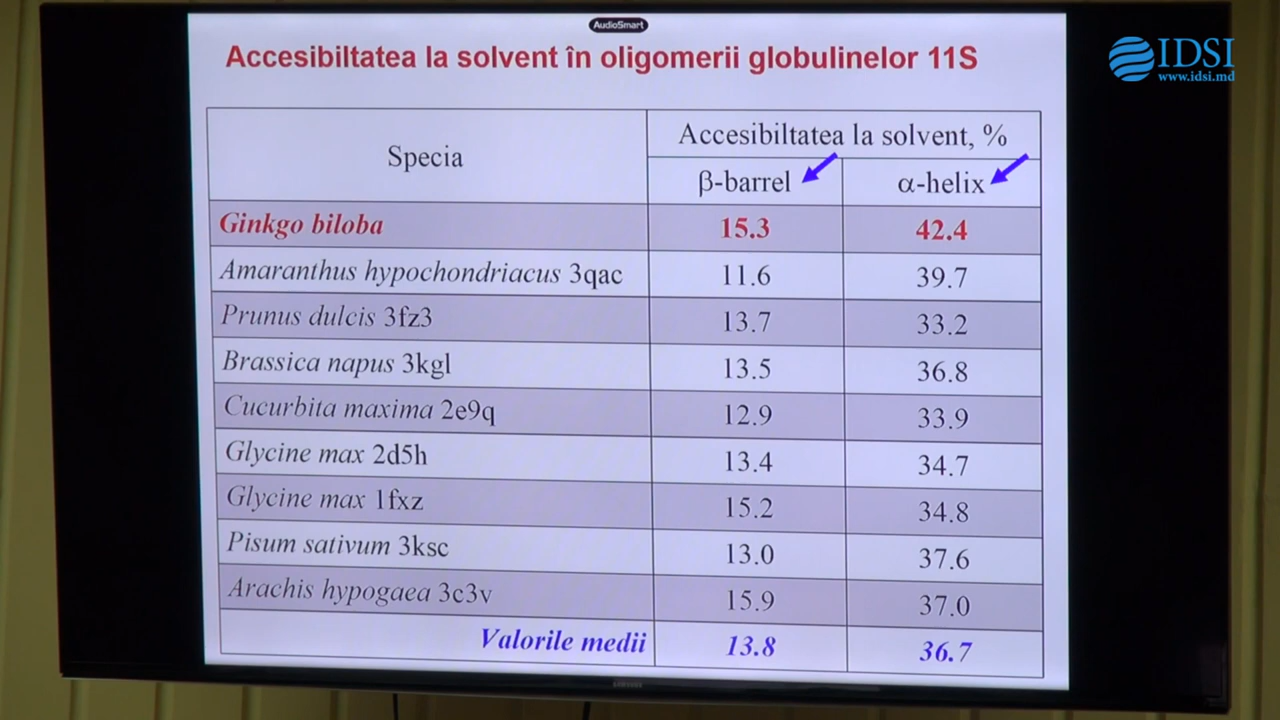 AudioSmart
Accesibiltatea la solvent în oligomerii globulinelor 11S
IDSI
www.idsi.md
Specia
Accesibiltatea la solvent, %
β-barrel
α-helix
Ginkgo biloba 15.3 42.4
Amaranthus hypochondriacus 3qac 11.6 39.7
Prunus dulcis 3fz3 13.7 33.2
Brassica napus 3kgl 13.5 36.8
Cucurbita maxima 2e9q 12.9 33.9
Glycine max 2d5h 13.4 34.7
Glycine max 1fxz 15.2 34.8
Pisum sativum 3ksc 13.0 37.6
Arachis hypogaea 3c3v 15.9 37.0
Valorile medii 13.8 36.7
SAMSUNG